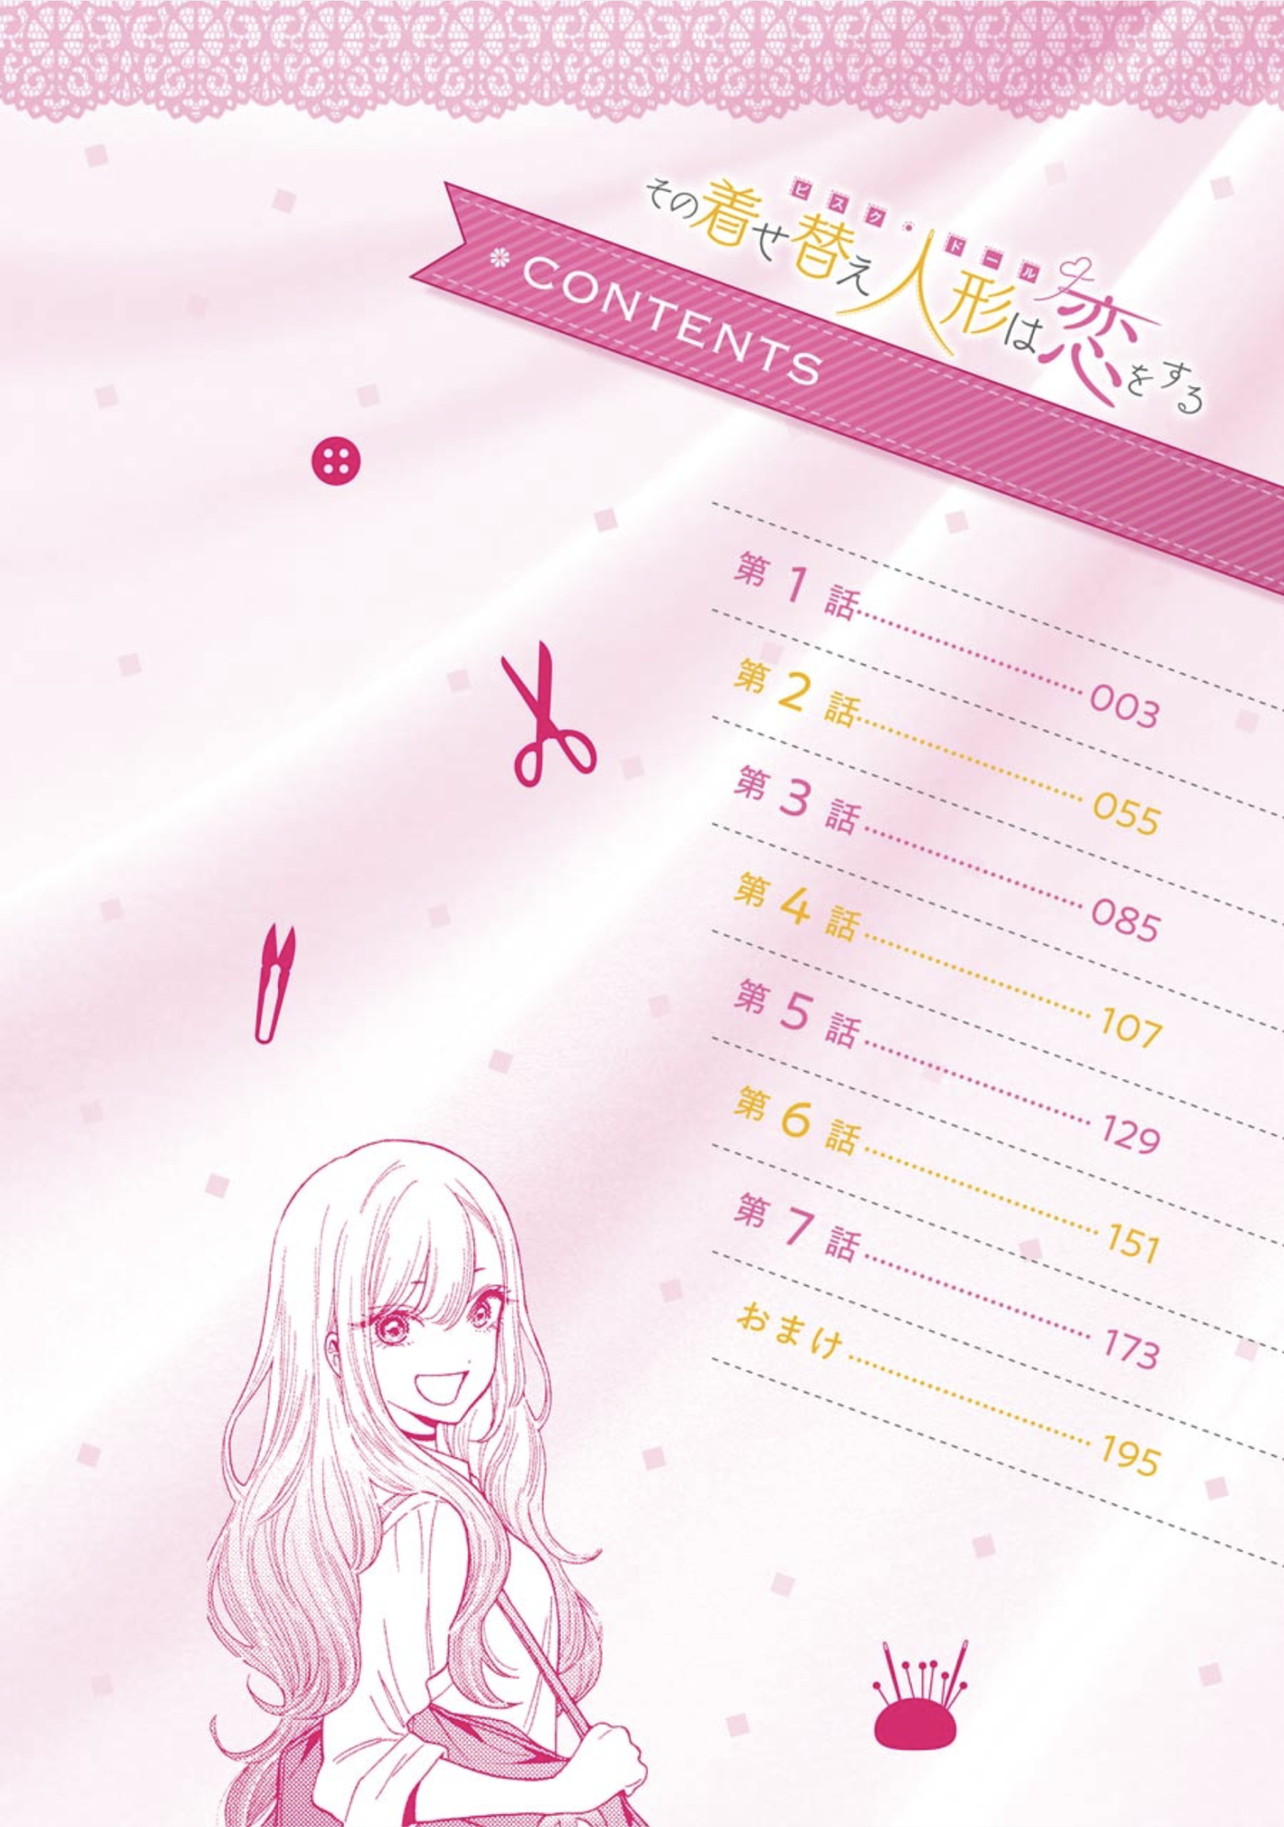 その着せ替え人形は恋をする
ビスク・ドール
CONTENTS
第1話 003
第2話 055
第3話 085
第4話 107
第5話 129
第6話 151
第7話 173
おまけ 195